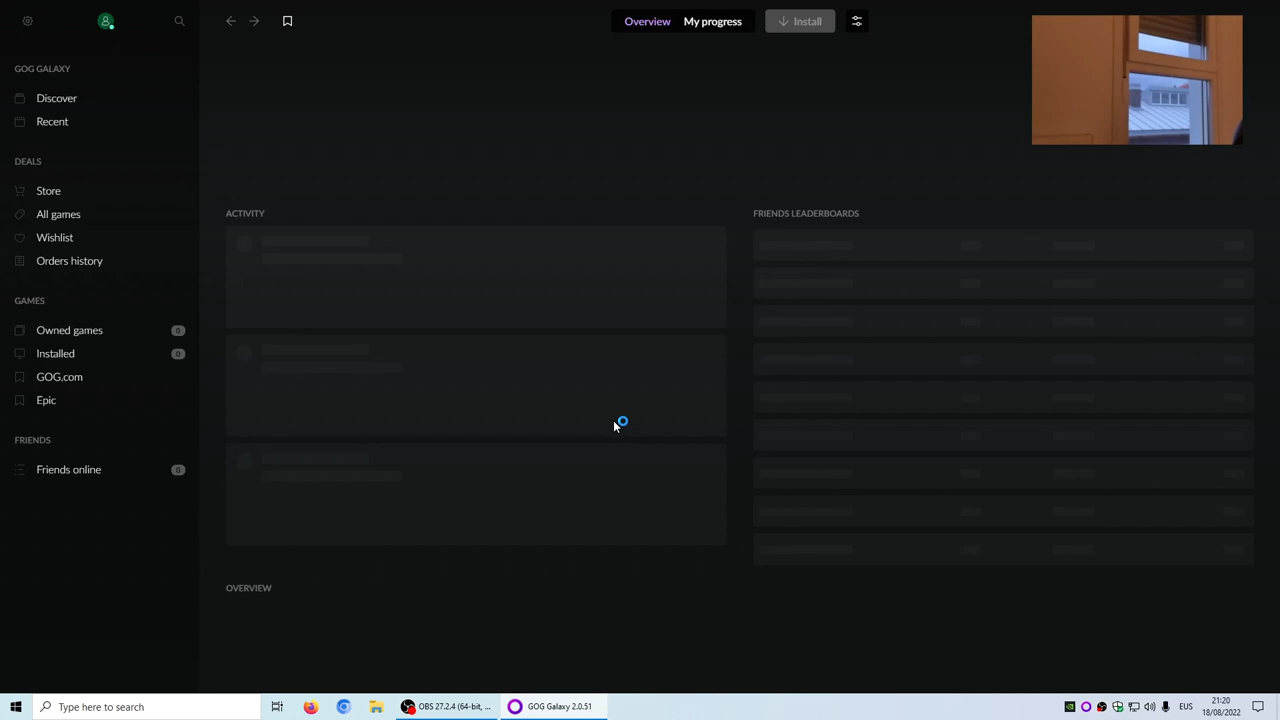 Overview
My progress
Install
GOG GALAXY
Discover
Recent
DEALS
Store
All games
Wishlist
Orders history
GAMES
Owned games 0
Installed 0
GOG.com
Epic
FRIENDS
Friends online 0
ACTIVITY
FRIENDS LEADERBOARDS
OVERVIEW
Type here to search
OBS 27.2.4 (64-bit, ...
GOG Galaxy 2.0.51
EUS
21:20
18/08/2022